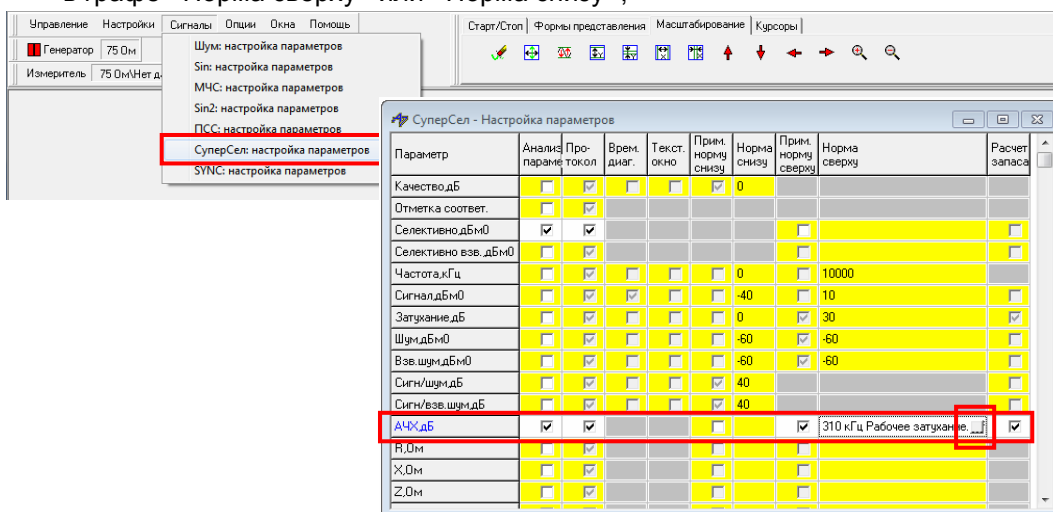 в графе "Норма сверху" или "Норма снизу",
Управление Настройки Сигналы Опции Окна Помощь
Генератор 75 Ом
Измеритель 75 Ом\Нет д
Шум: настройка параметров
Sin: настройка параметров
МЧС: настройка параметров
Sin2: настройка параметров
ПСС: настройка параметров
СуперСел: настройка параметров
SYNC: настройка параметров
Старт/Стоп Формы представления Масштабирование Курсоры
СуперСел - Настройка параметров
Параметр Анализ параме Про-токол Врем. диаг. Текст. окно Прим. норму снизу Норма снизу Прим. норму сверху Норма сверху Расчет запаса
Качество,дБ 0
Отметка соответ.
Селективно,дБм0
Селективно взв.,дБм0
Частота,кГц 0 10000
Сигнал,дБм0 -40 10
Затухание,дБ 0 30
Шум,дБм0 -60 -60
Взв.шум,дБм0 -60 -60
Сигн/шум,дБ 40
Сигн/взв.шум,дБ 40
АЧХ,дБ 310 кГц Рабочее затухание. ...
R,Ом
X,Ом
Z,Ом